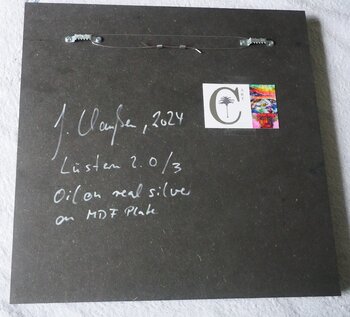 J. Claußen, 2024
C
Lüsten 2.0/3
Oil on real silver
on MDF Plate